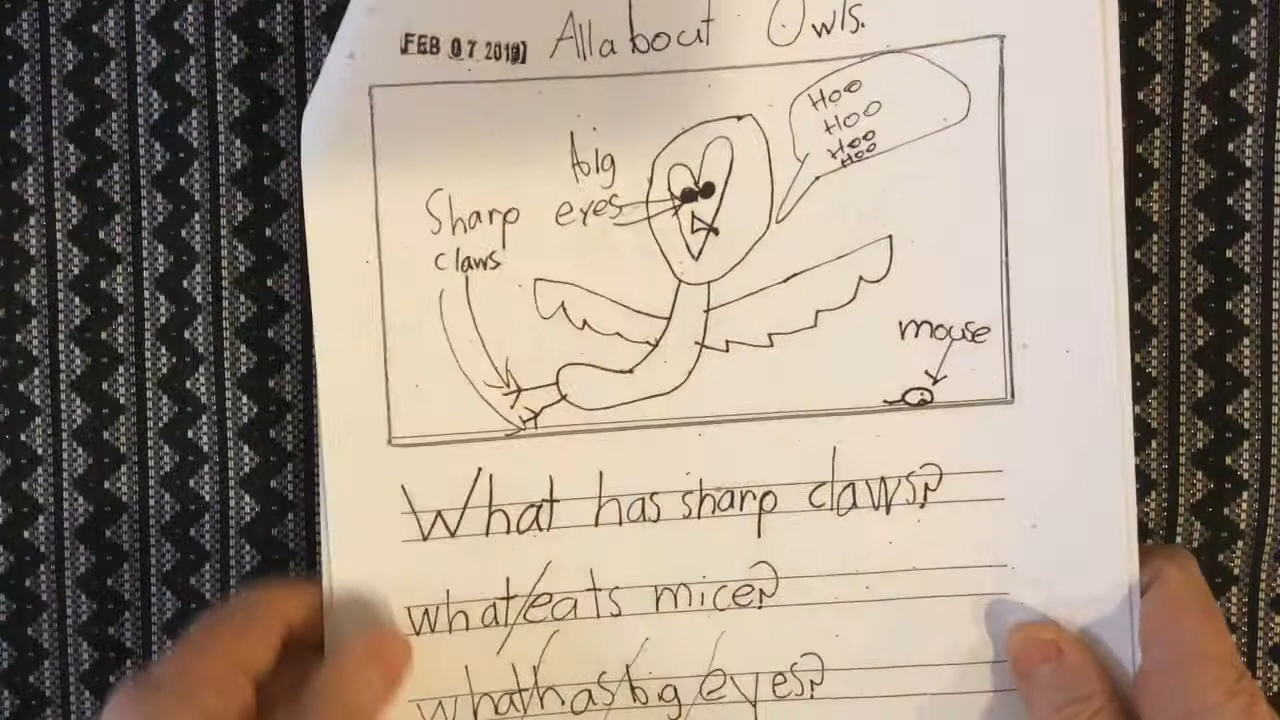 FEB 07 2019
All about Owls.
Hoo
Hoo
Hoo
Hoo
big
eyes
Sharp
claws
mouse
What has sharp claws?
what/eats mice?
what/has/big/eyes?